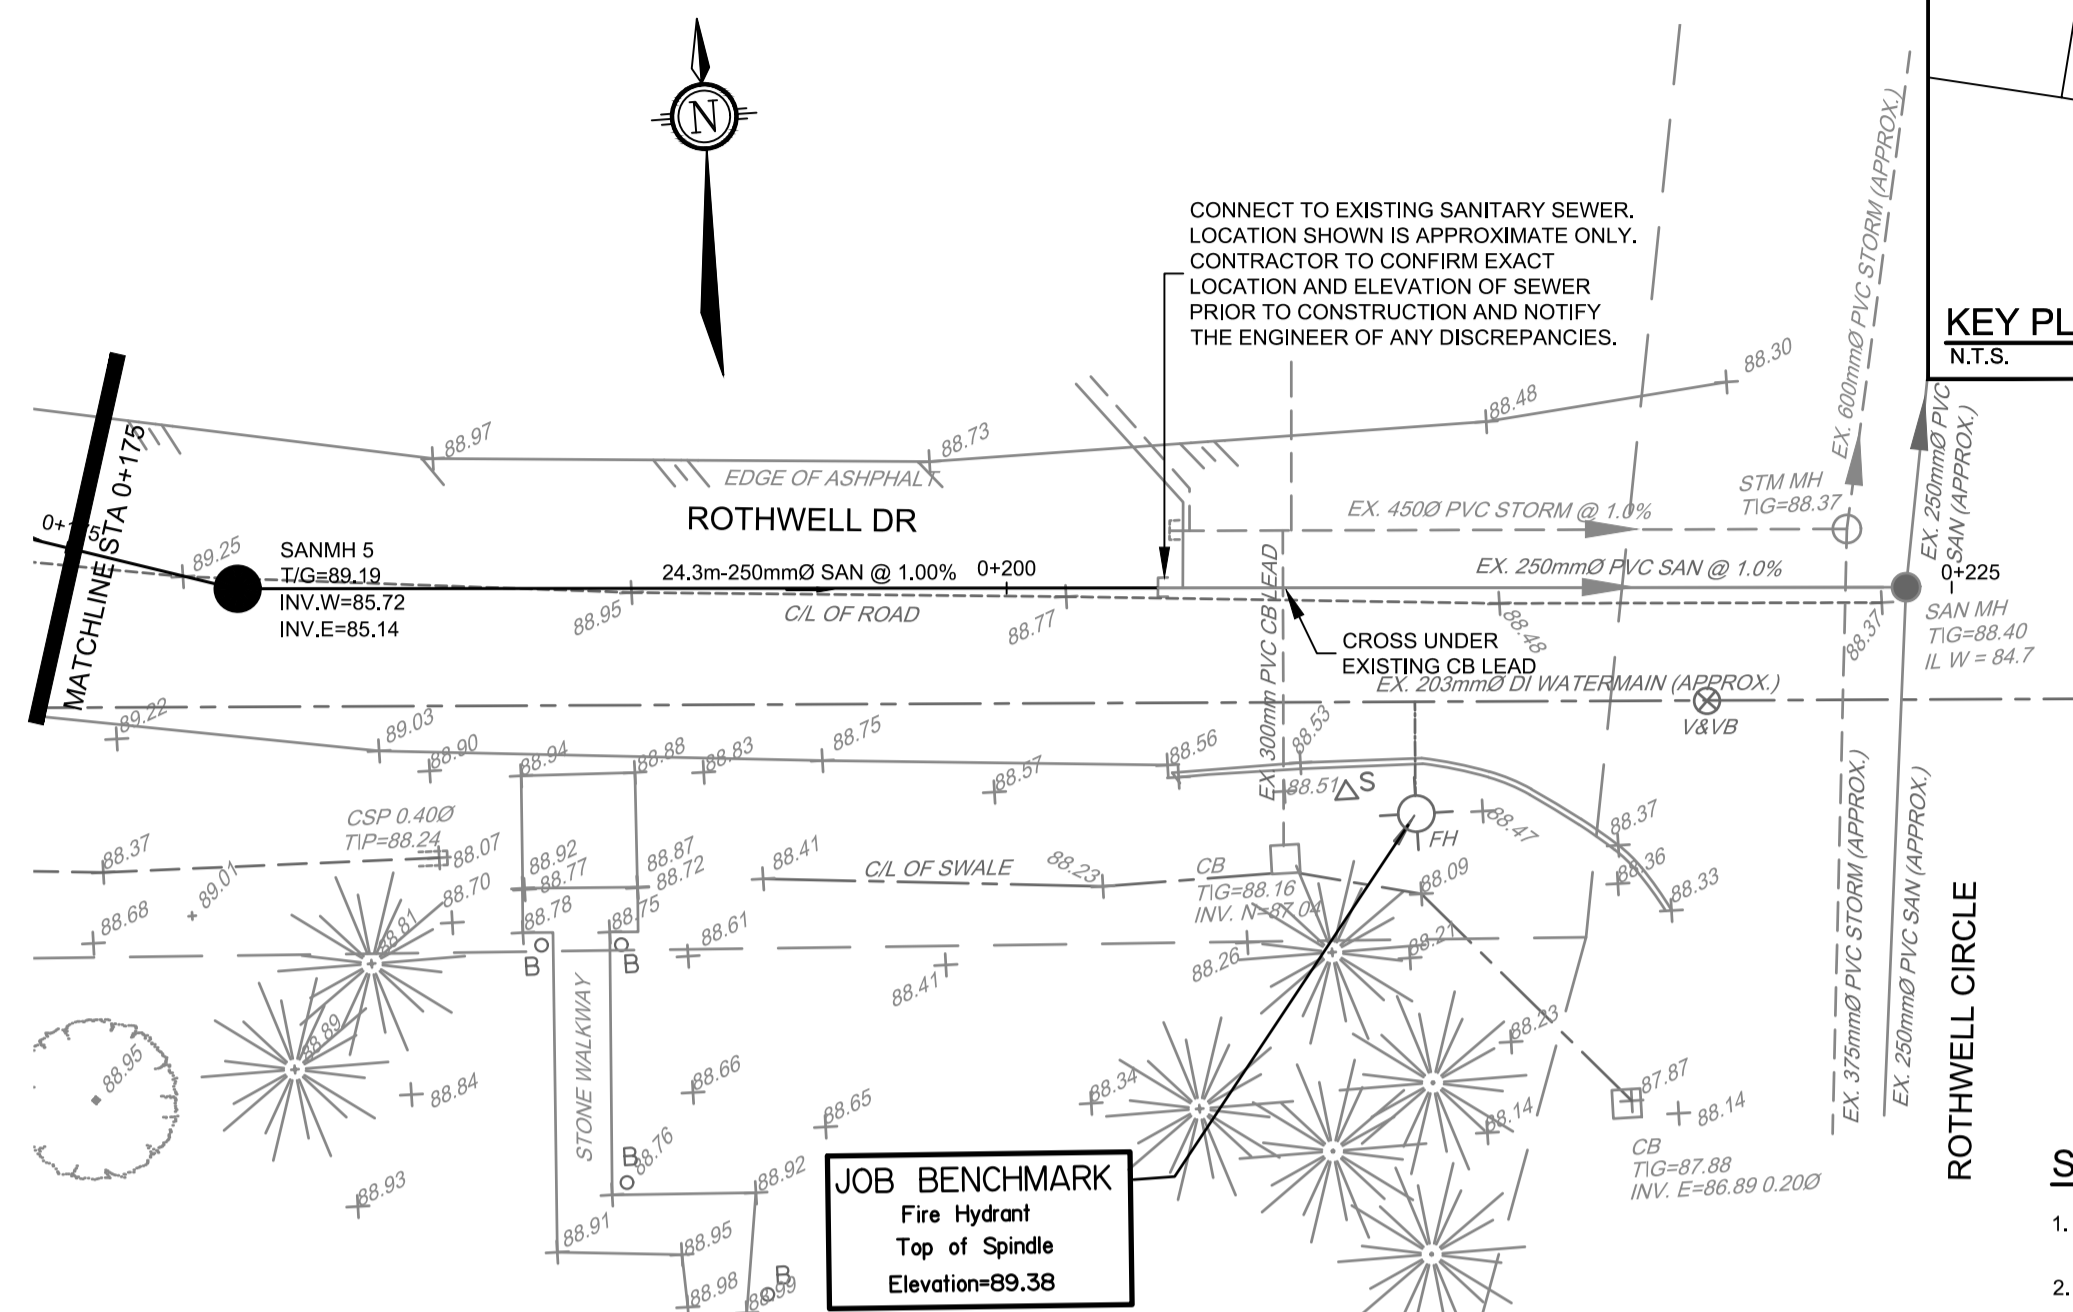 N
CONNECT TO EXISTING SANITARY SEWER.
LOCATION SHOWN IS APPROXIMATE ONLY.
CONTRACTOR TO CONFIRM EXACT
LOCATION AND ELEVATION OF SEWER
PRIOR TO CONSTRUCTION AND NOTIFY
THE ENGINEER OF ANY DISCREPANCIES.
EX. 600mmØ PVC STORM (APPROX.)
KEY PL
N.T.S.
88.30
88.48
88.97
88.73
EDGE OF ASHPHALT
ROTHWELL DR
MATCHLINE STA 0+175
89.25
SANMH 5
T/G=89.19
INV.W=85.72
INV.E=85.14
24.3m-250mmØ SAN @ 1.00%
0+200
C/L OF ROAD
88.95
88.77
EX. 450Ø PVC STORM @ 1.0%
STM MH
T\G=88.37
EX. 250mmØ PVC
SAN (APPROX.)
EX. 250mmØ PVC SAN @ 1.0%
0+225
SAN MH
T\G=88.40
IL W = 84.7
88.48
88.37
EX. 300mm PVC CB LEAD
CROSS UNDER
EXISTING CB LEAD
EX. 203mmØ DI WATERMAIN (APPROX.)
V&VB
89.22
89.03
88.90
88.94
88.88
88.83
88.75
88.57
88.56
88.53
88.51
S
FH
88.47
88.37
88.36
88.33
CSP 0.40Ø
T\P=88.24
88.07
88.37
89.01
88.68
88.70
88.81
88.92
88.77
88.78
88.87
88.72
88.75
88.41
C/L OF SWALE
88.23
CB
T\G=88.16
INV. N=87.04
88.09
88.61
88.41
88.26
88.21
B
B
STONE WALKWAY
88.89
88.95
88.84
88.93
88.66
88.65
88.34
88.23
88.14
87.87
88.14
CB
T\G=87.88
INV. E=86.89 0.20Ø
EX. 375mmØ PVC STORM (APPROX.)
EX. 250mmØ PVC SAN (APPROX.)
ROTHWELL CIRCLE
B
88.76
88.92
88.91
88.95
88.98
B
JOB BENCHMARK
Fire Hydrant
Top of Spindle
Elevation=89.38
S
1.
2.